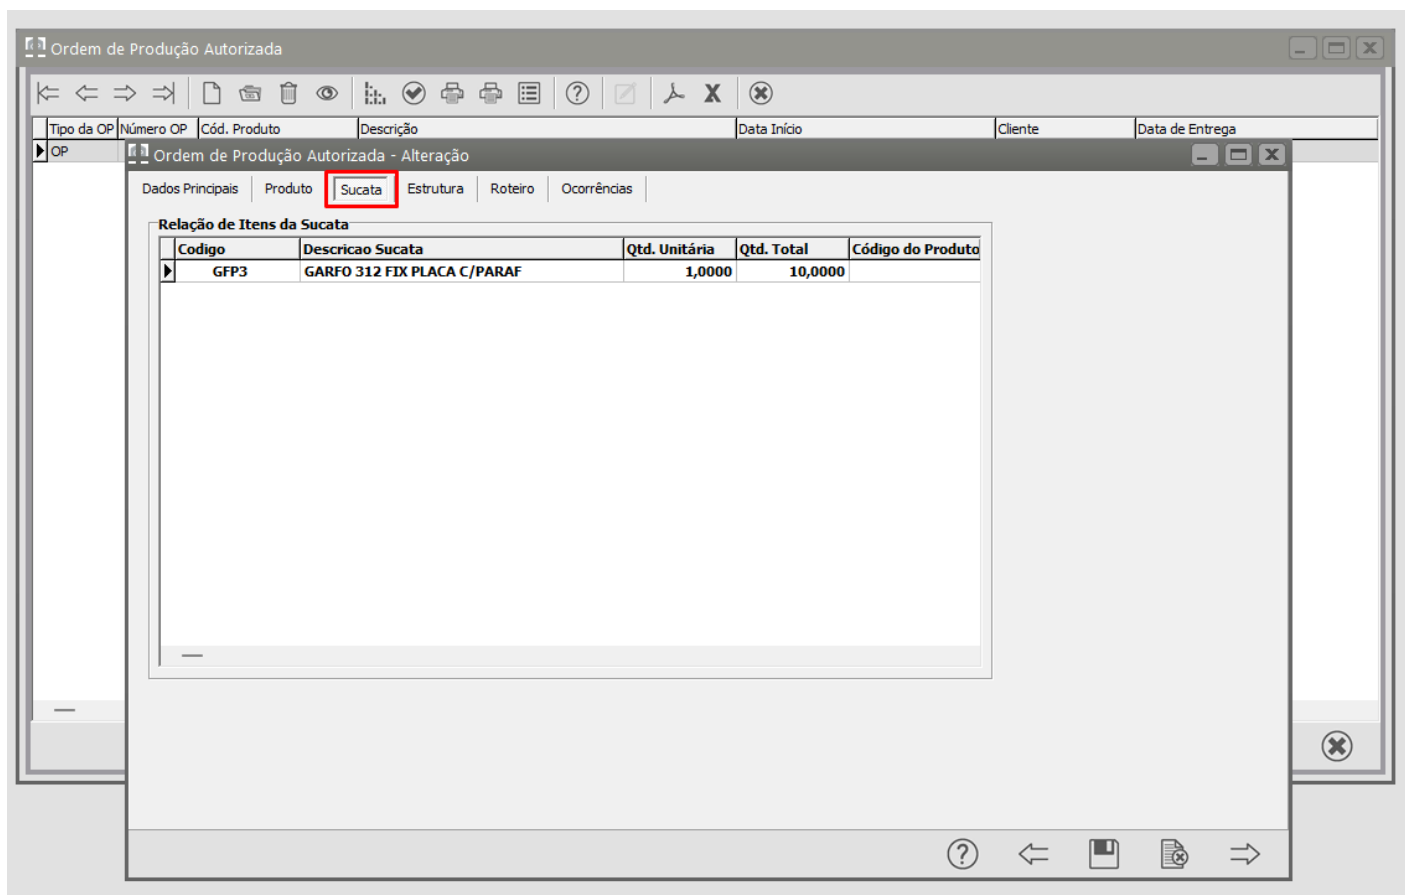 Ordem de Produção Autorizada
Tipo da OP Número OP Cód. Produto Descrição Data Início Cliente Data de Entrega
OP
Ordem de Produção Autorizada - Alteração
Dados Principais Produto Sucata Estrutura Roteiro Ocorrências
Relação de Itens da Sucata
Codigo Descricao Sucata Qtd. Unitária Qtd. Total Código do Produto
GFP3 GARFO 312 FIX PLACA C/PARAF 1,0000 10,0000